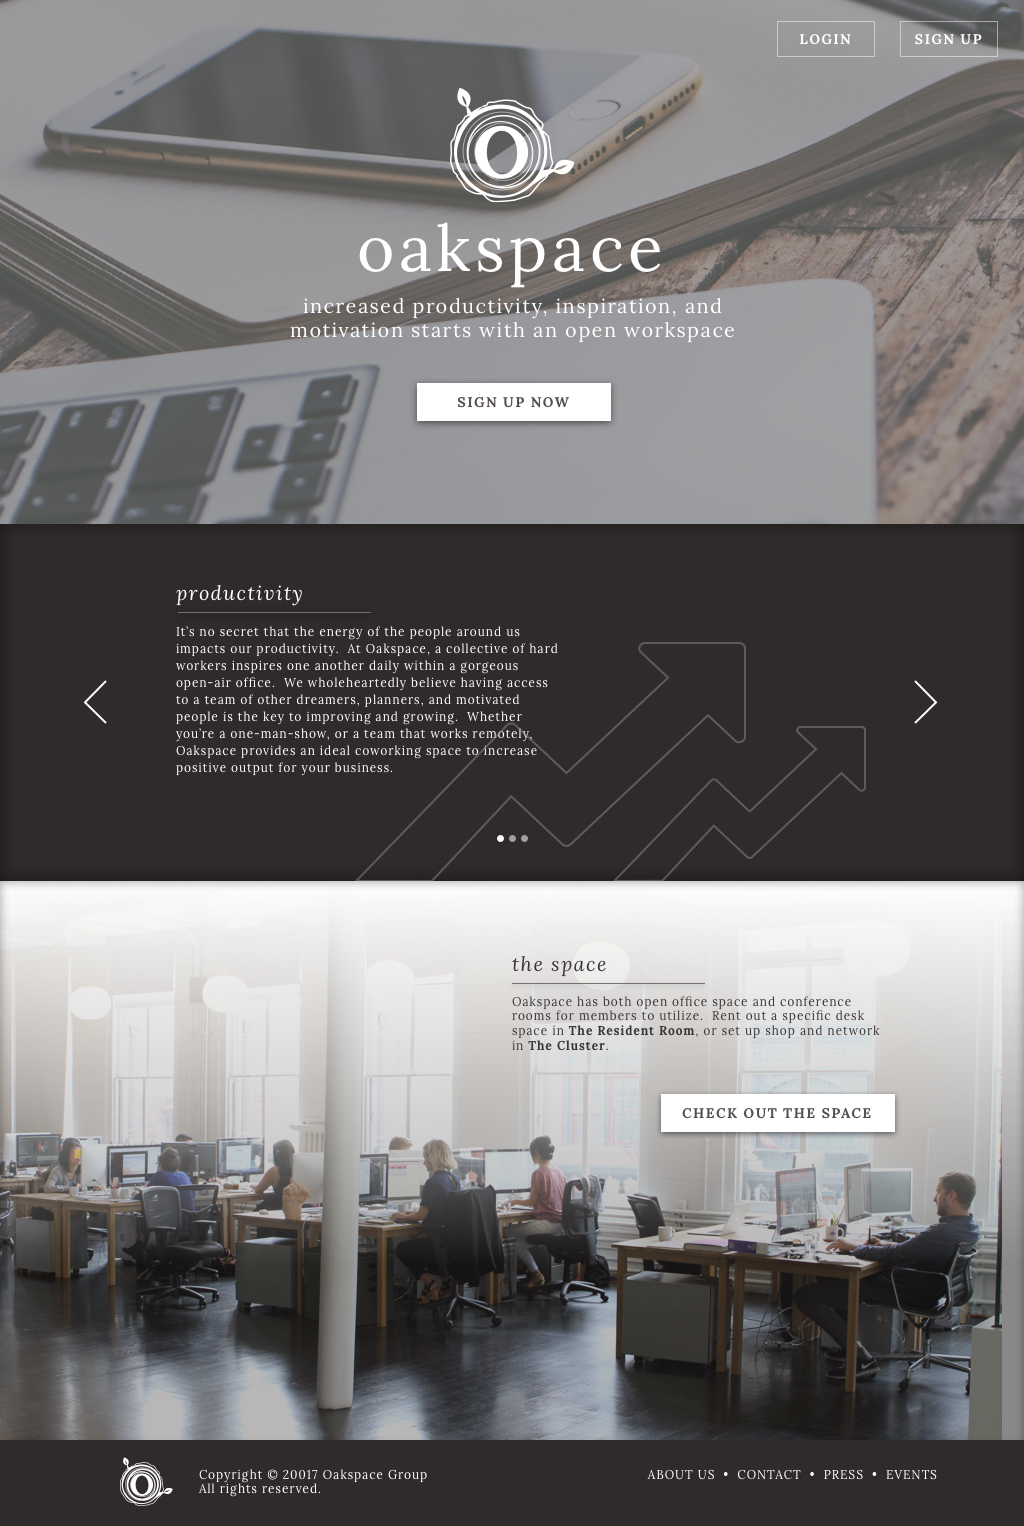 LOGIN
SIGN UP
O
oakspace
increased productivity, inspiration, and
motivation starts with an open workspace
SIGN UP NOW
productivity
It's no secret that the energy of the people around us
impacts our productivity.  At Oakspace, a collective of hard
workers inspires one another daily within a gorgeous
open-air office.  We wholeheartedly believe having access
to a team of other dreamers, planners, and motivated
people is the key to improving and growing.  Whether
you're a one-man-show, or a team that works remotely,
Oakspace provides an ideal coworking space to increase
positive output for your business.
the space
Oakspace has both open office space and conference
rooms for members to utilize.  Rent out a specific desk
space in The Resident Room, or set up shop and network
in The Cluster.
CHECK OUT THE SPACE
O
Copyright © 20017 Oakspace Group
All rights reserved.
ABOUT US • CONTACT • PRESS • EVENTS